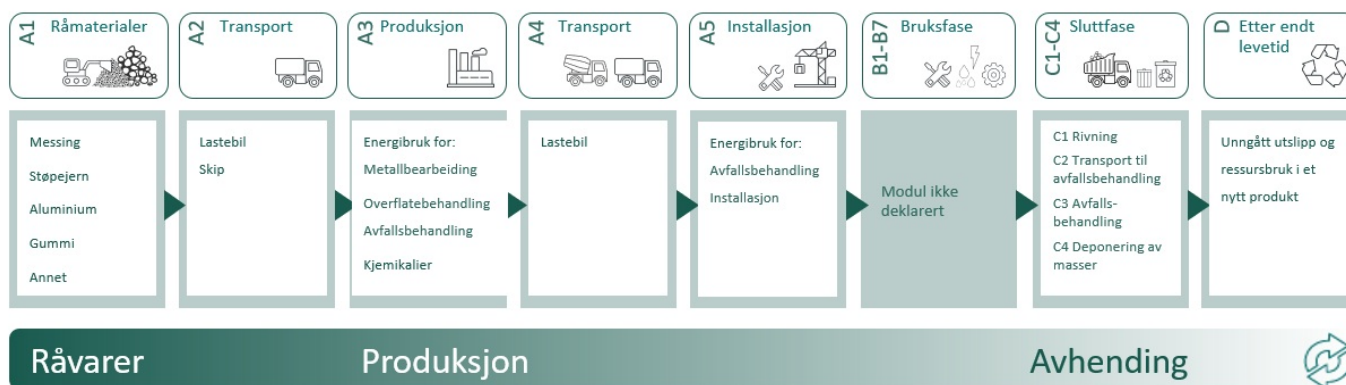 A1 Råmaterialer
A2 Transport
A3 Produksjon
A4 Transport
A5 Installasjon
B1-B7 Bruksfase
C1-C4 Sluttfase
D Etter endt
levetid
Messing
Støpejern
Aluminium
Gummi
Annet
Lastebil
Skip
Energibruk for:
Metallbearbeiding
Overflatebehandling
Avfallsbehandling
Kjemikalier
Lastebil
Energibruk for:
Avfallsbehandling
Installasjon
Modul ikke
deklarert
C1 Rivning
C2 Transport til
avfallsbehandling
C3 Avfalls-
behandling
C4 Deponering av
masser
Unngått utslipp og
ressursbruk i et
nytt produkt
Råvarer
Produksjon
Avhending